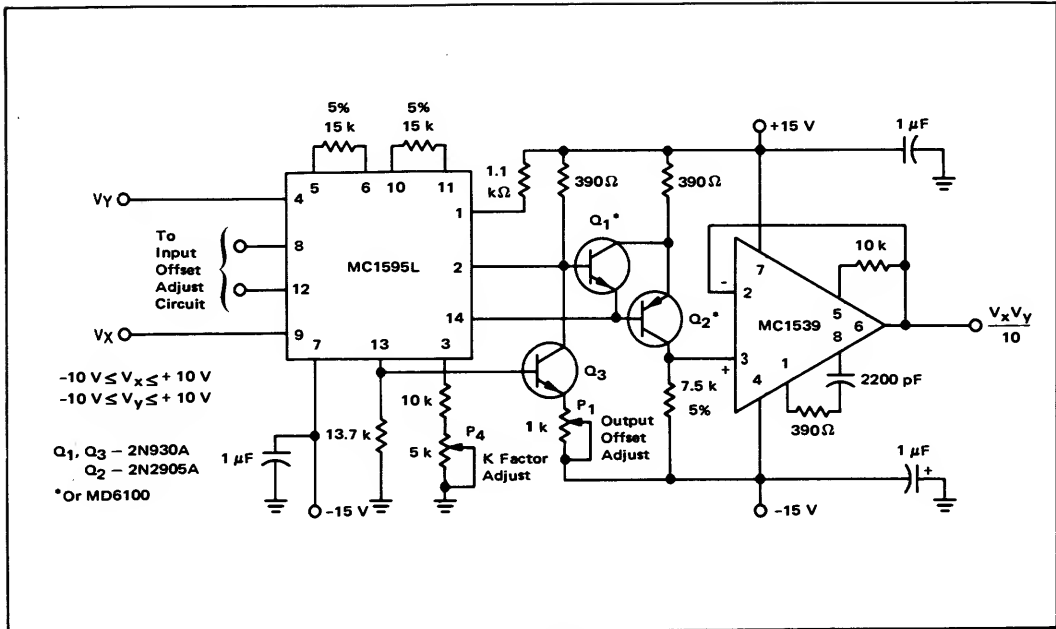 5%
15 k
5%
15 k
+15 V
1 μF
5
6
10
11
1.1
kΩ
390Ω
390Ω
VY
4
1
To
Input
Offset
Adjust
Circuit
8
12
MC1595L
2
Q1*
14
Q2*
VX
9
7
13
3
Q3
7
10 k
2
-
5
6
MC1539
8
VxVy
10
3
+
1
4
2200 pF
390Ω
7.5 k
5%
-10 V ≤ Vx ≤ + 10 V
-10 V ≤ Vy ≤ + 10 V
Q1, Q3 – 2N930A
Q2 – 2N2905A
*Or MD6100
1 μF
13.7 k
10 k
P4
5 k
K Factor
Adjust
P1
1 k
Output
Offset
Adjust
–15 V
1 μF
+
–15 V